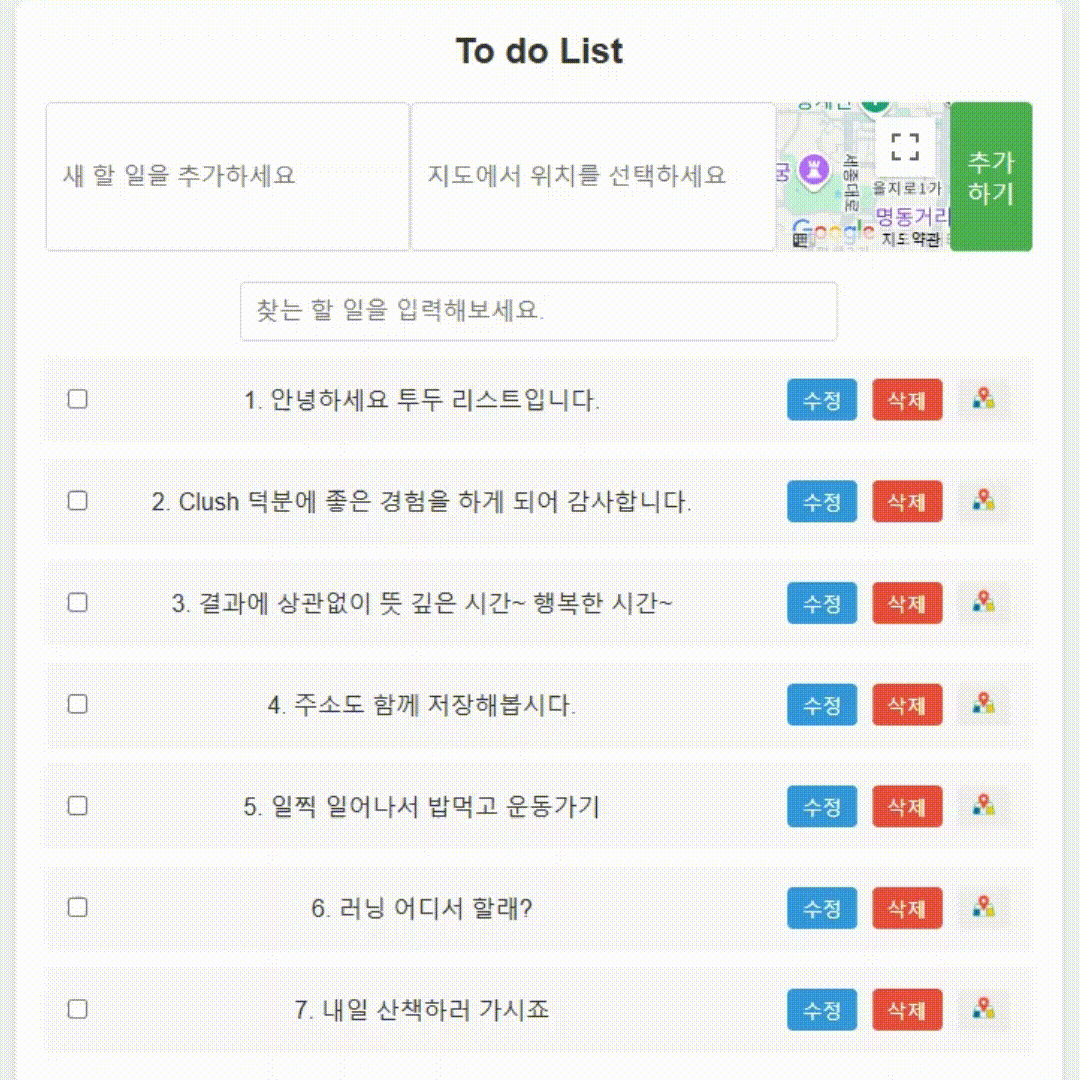 To do List
새 할 일을 추가하세요
지도에서 위치를 선택하세요
궁
세종대로
을지로1가
명동거리
Google
지도 약관
추가
하기
찾는 할 일을 입력해보세요.
1. 안녕하세요 투두 리스트입니다.
수정 삭제
2. Clush 덕분에 좋은 경험을 하게 되어 감사합니다.
수정 삭제
3. 결과에 상관없이 뜻 깊은 시간~ 행복한 시간~
수정 삭제
4. 주소도 함께 저장해봅시다.
수정 삭제
5. 일찍 일어나서 밥먹고 운동가기
수정 삭제
6. 러닝 어디서 할래?
수정 삭제
7. 내일 산책하러 가시죠
수정 삭제